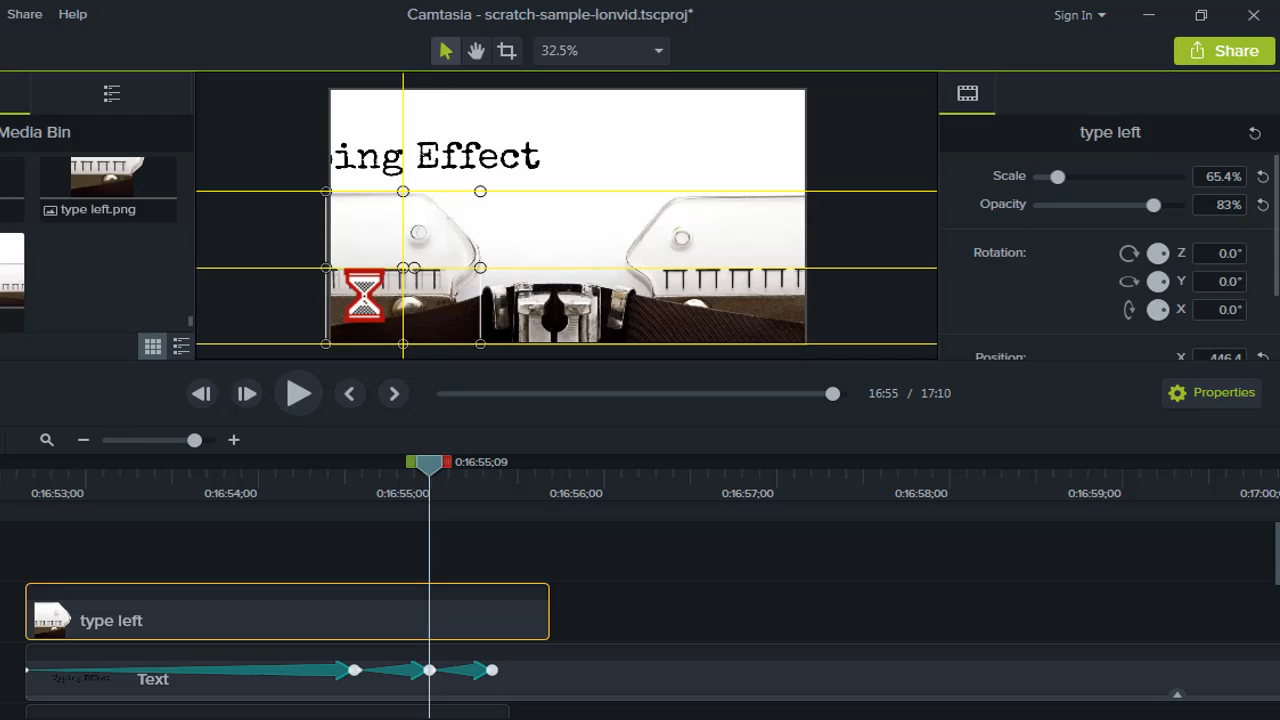 Share Help Camtasia - scratch-sample-lonvid.tscproj* Sign In
32.5% Share
Media Bin
type left.png
ping Effect
type left
Scale 65.4%
Opacity 83%
Rotation: Z 0.0°
Y 0.0°
X 0.0°
Position: X 446.4
16:55 / 17:10 Properties
0:16:55;09
0:16:53;00 0:16:54;00 0:16:55;00 0:16:56;00 0:16:57;00 0:16:58;00 0:16:59;00 0:17:00;
type left
Typing Effect Text